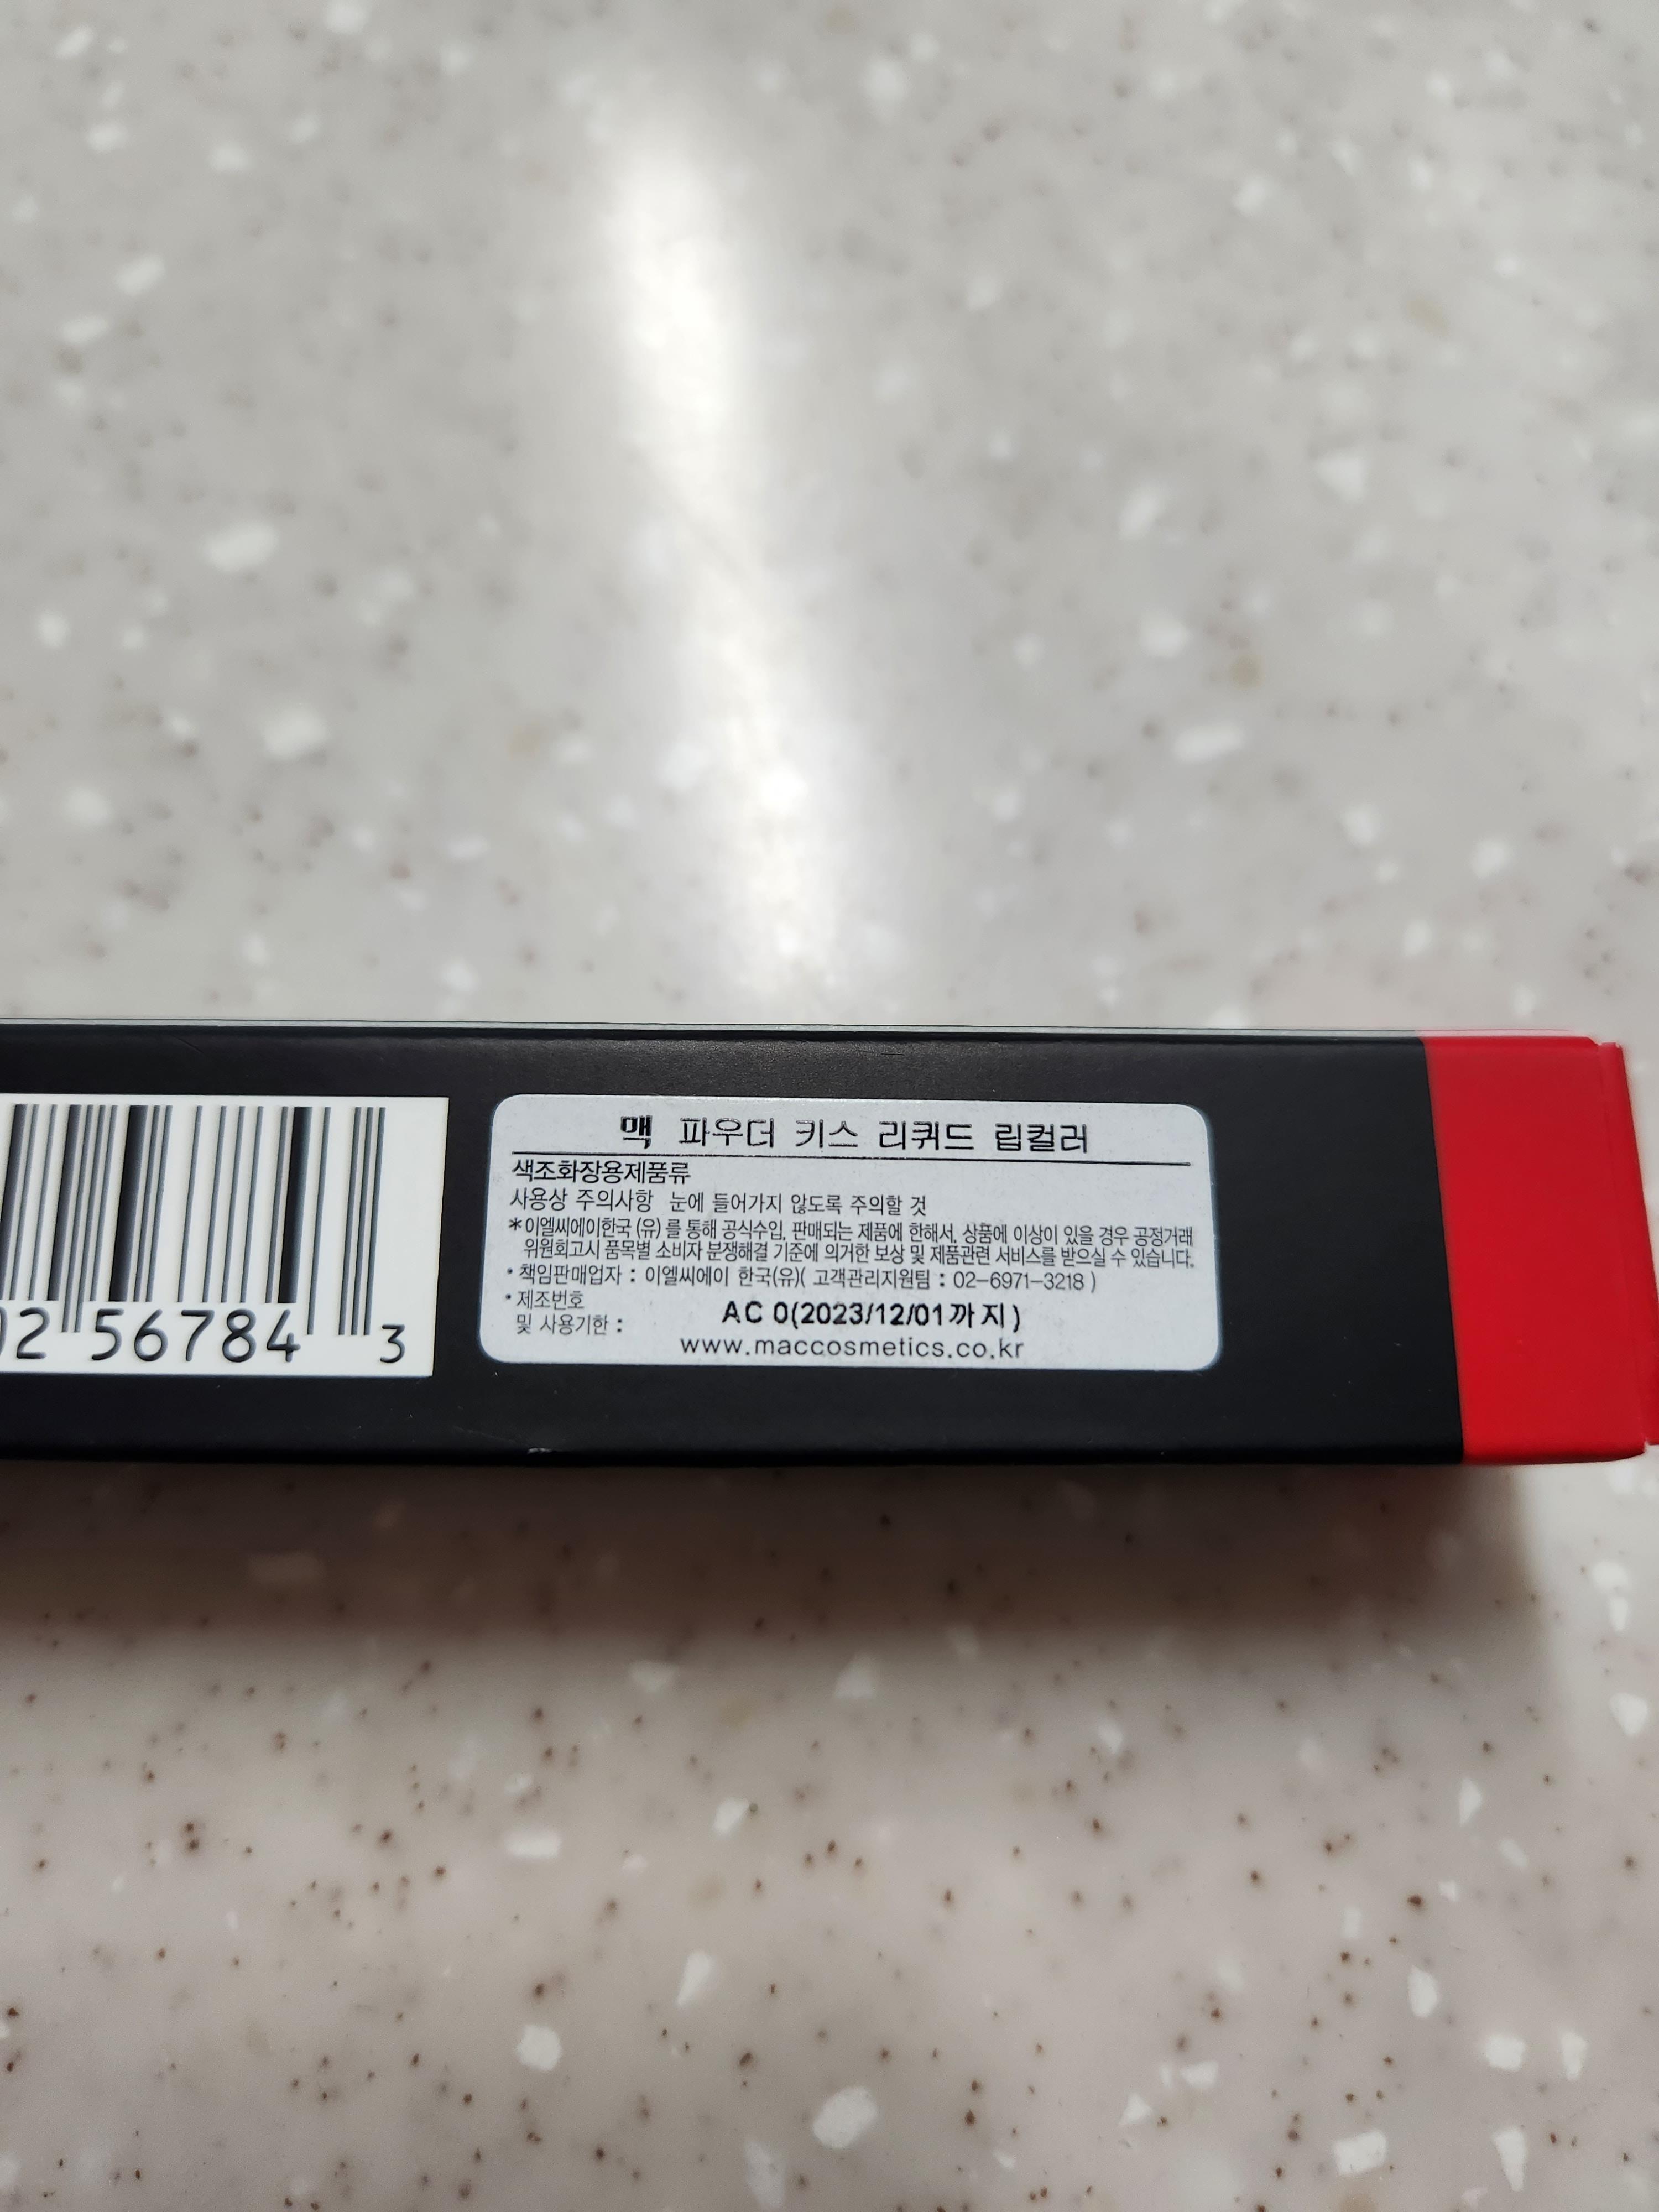 맥 파우더 키스 리퀴드 립컬러
색조화장용제품류
사용상 주의사항 눈에 들어가지 않도록 주의할 것
*이엘씨에이한국 (유) 를 통해 공식수입, 판매되는 제품에 한해서, 상품에 이상이 있을 경우 공정거래
위원회고시 품목별 소비자 분쟁해결 기준에 의거한 보상 및 제품관련 서비스를 받으실 수 있습니다.
· 책임판매업자 : 이엘씨에이 한국(유)( 고객관리지원팀 : 02-6971-3218 )
· 제조번호
및 사용기한 : AC 0(2023/12/01까지)
www.maccosmetics.co.kr
2 56784 3